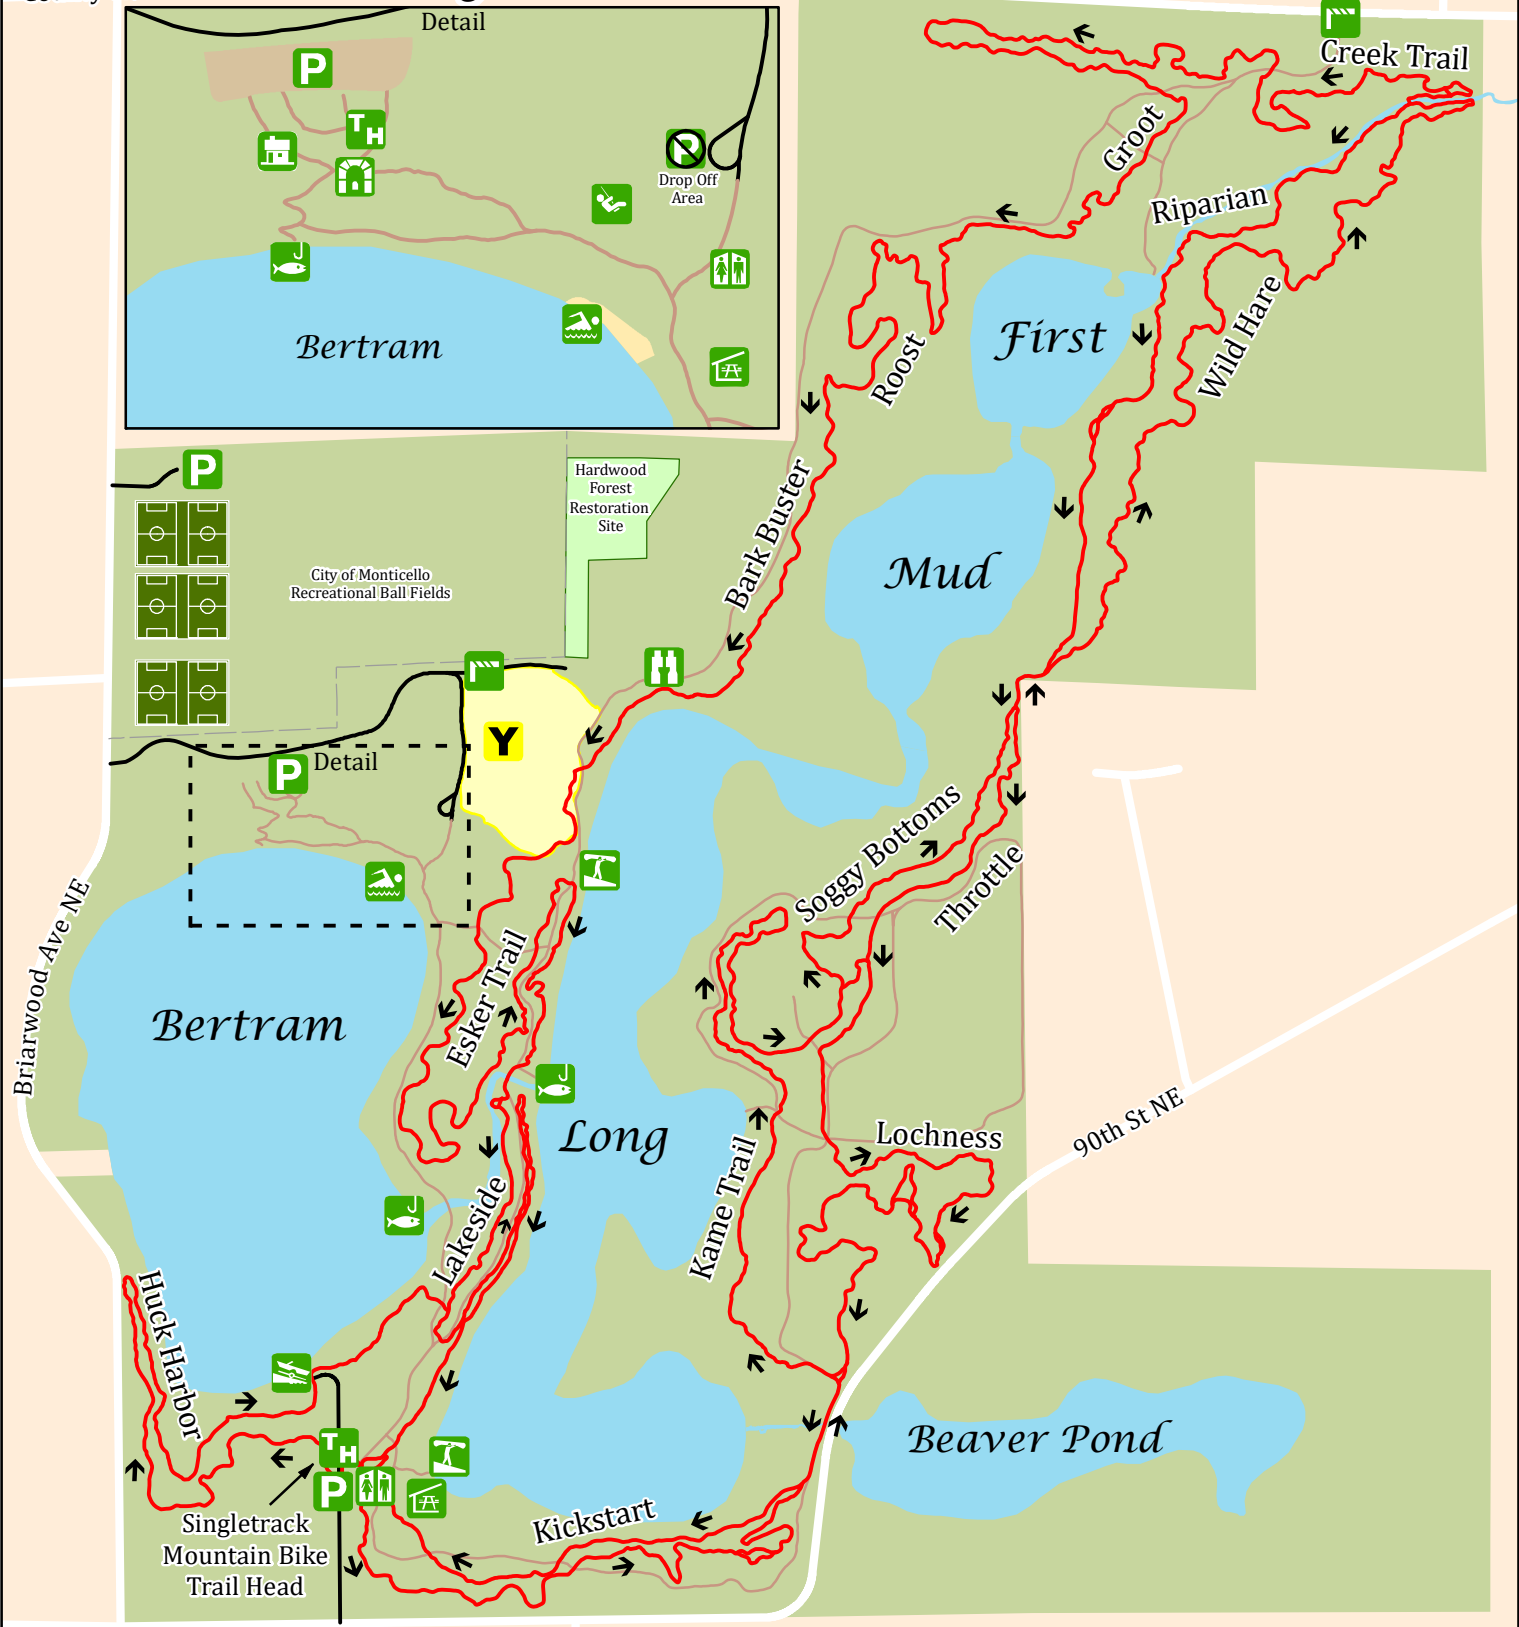 Detail
P
TH
P
Drop Off
Area
Bertram
Creek Trail
Groot
Riparian
First
Wild Hare
Roost
P
Hardwood
Forest
Restoration
Site
Bark Buster
City of Monticello
Recreational Ball Fields
Mud
Y
P
Detail
Soggy Bottoms
Throttle
Briarwood Ave NE
Esker Trail
Bertram
Long
Lochness
90th St NE
Kame Trail
Lakeside
Huck Harbor
Beaver Pond
TH
P
Kickstart
Singletrack
Mountain Bike
Trail Head